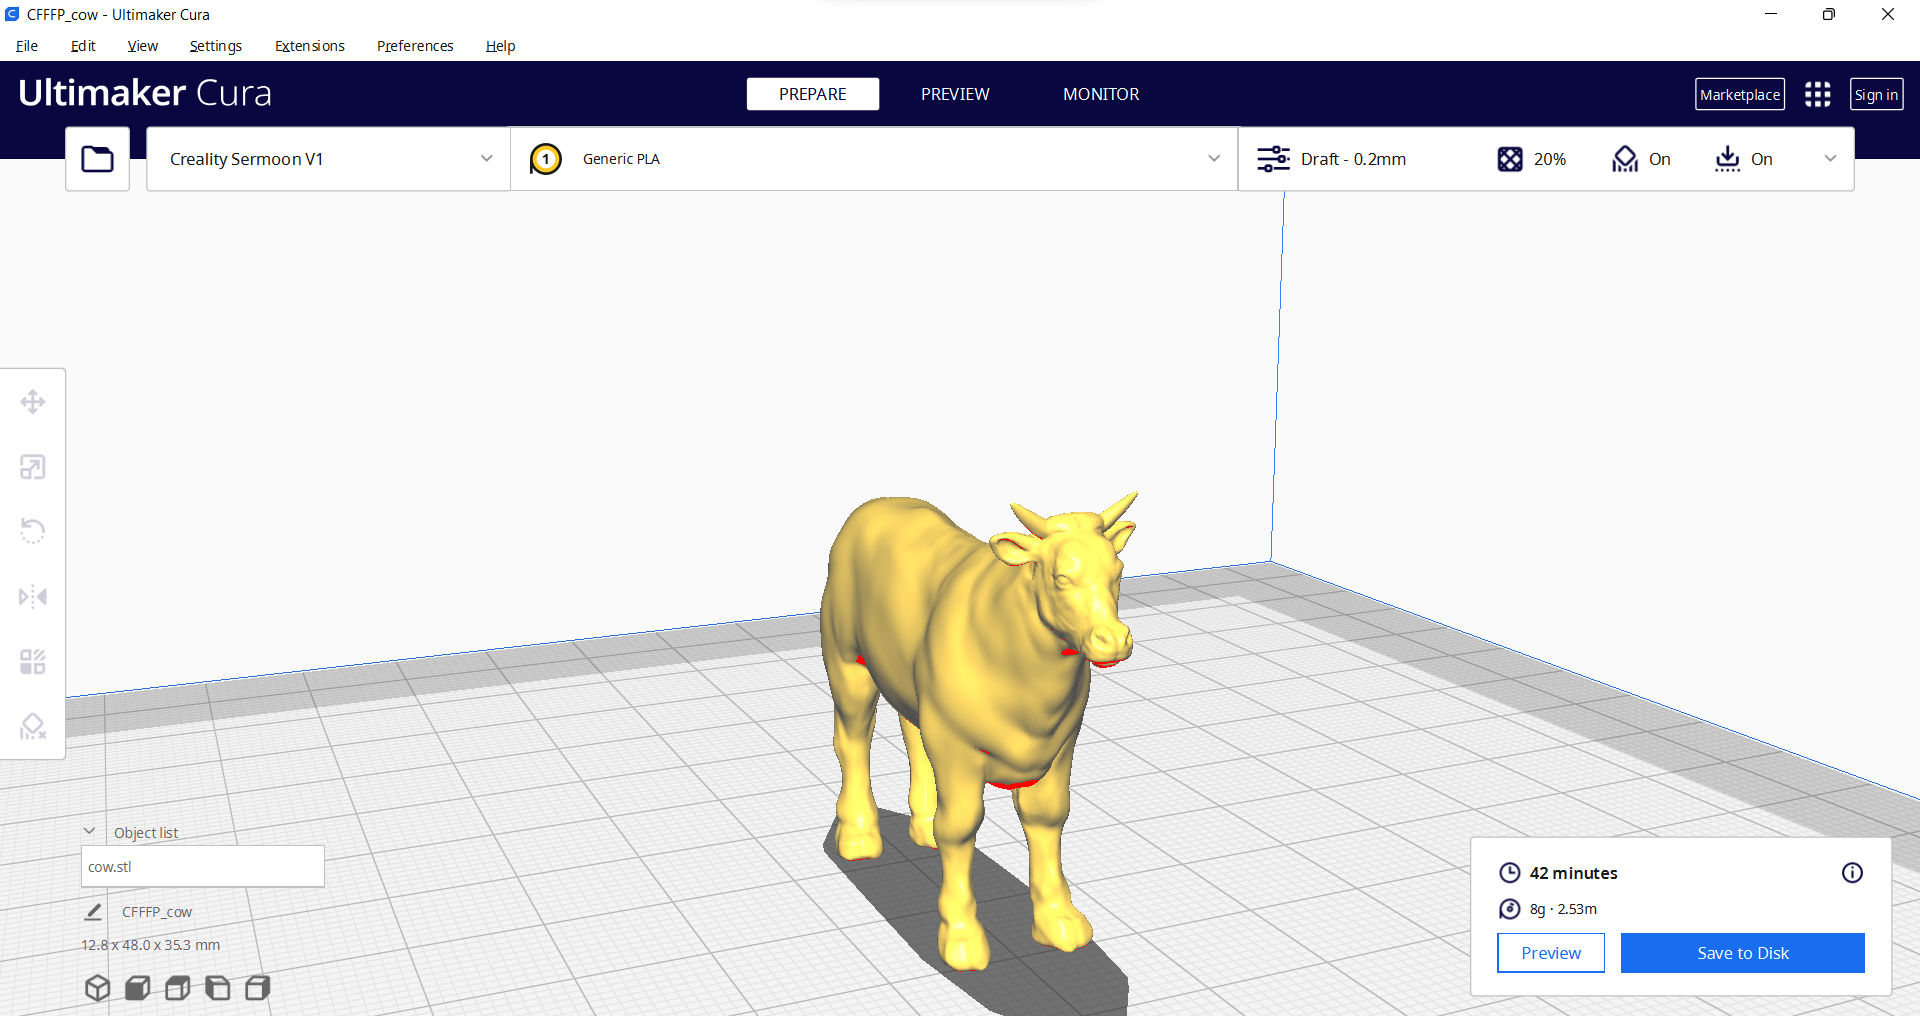 CFFFP_cow - Ultimaker Cura
File Edit View Settings Extensions Preferences Help
Ultimaker Cura
PREPARE PREVIEW MONITOR
Marketplace Sign in
Creality Sermoon V1
1 Generic PLA
Draft - 0.2mm 20% On On
Object list
cow.stl
CFFFP_cow
12.8 x 48.0 x 35.3 mm
42 minutes
8g · 2.53m
Preview Save to Disk